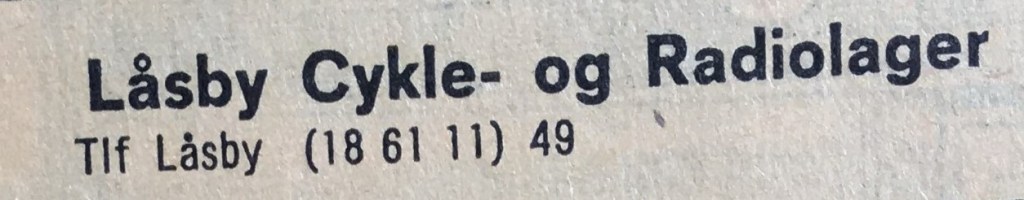 Låsby Cykle- og Radiolager
Tlf Låsby (18 61 11) 49